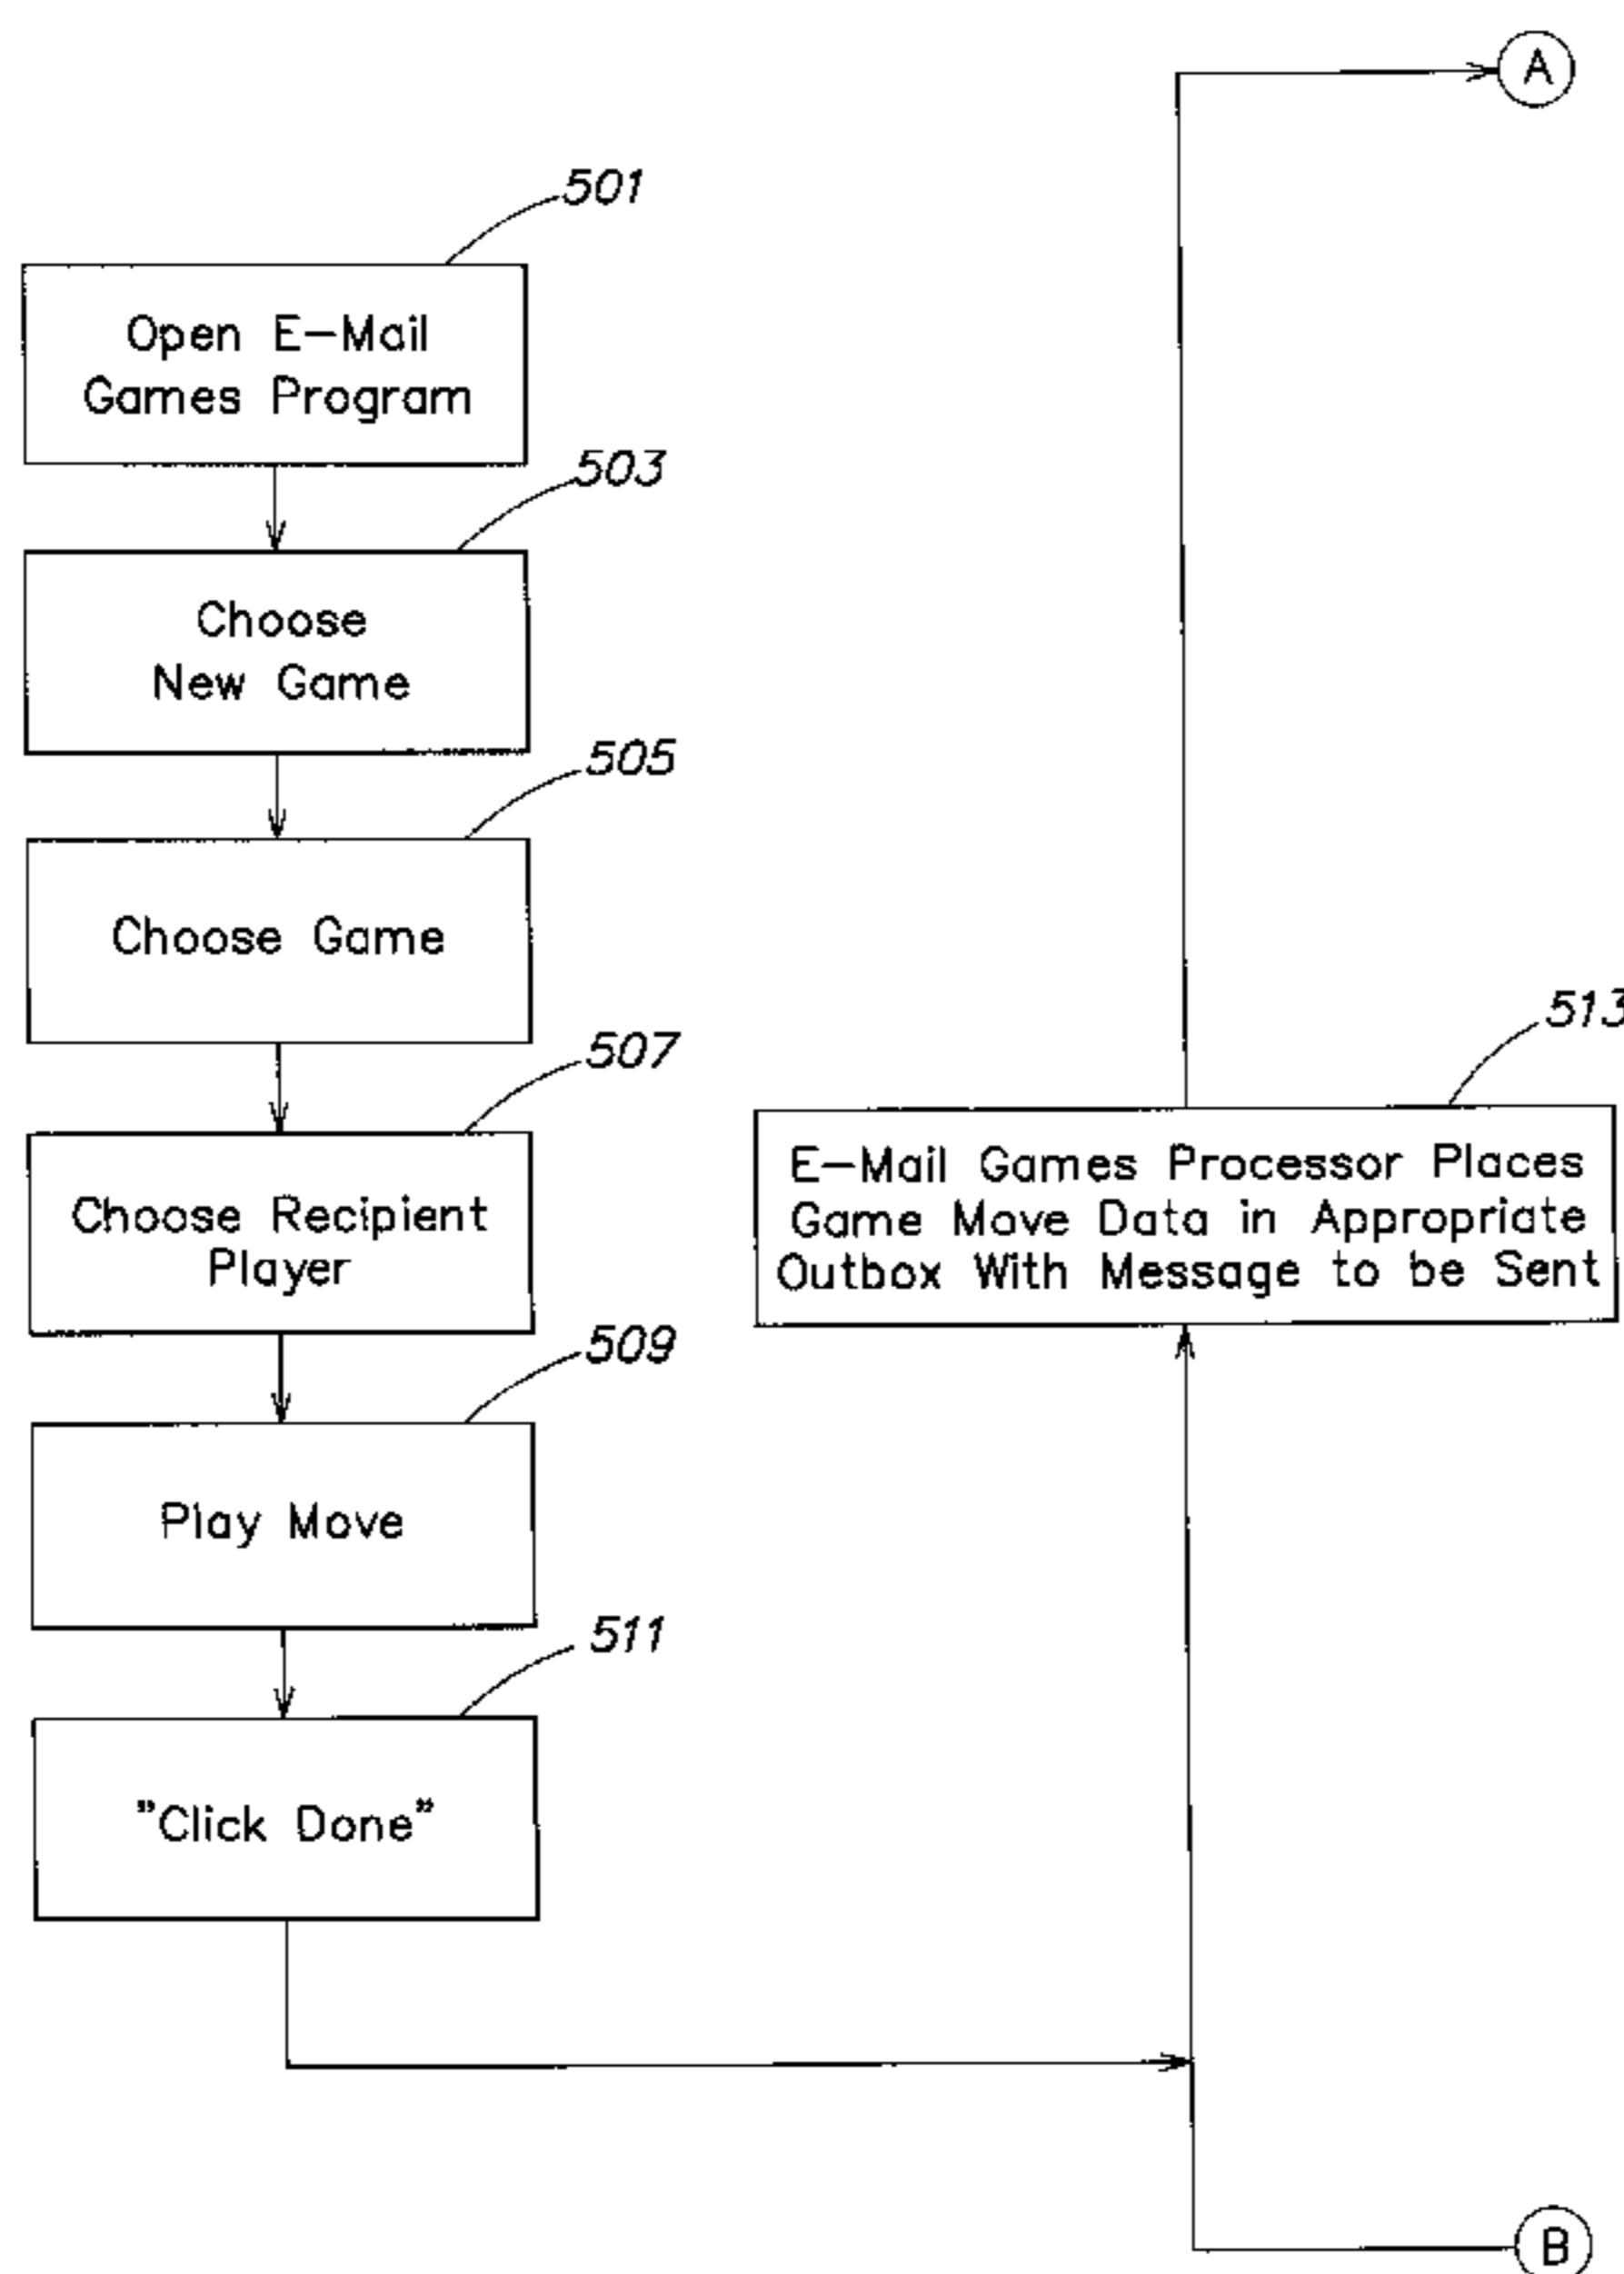 A
501
Open E-Mail
Games Program
503
Choose
New Game
505
Choose Game
507
Choose Recipient
Player
509
Play Move
511
"Click Done"
513
E-Mail Games Processor Places
Game Move Data in Appropriate
Outbox With Message to be Sent
B